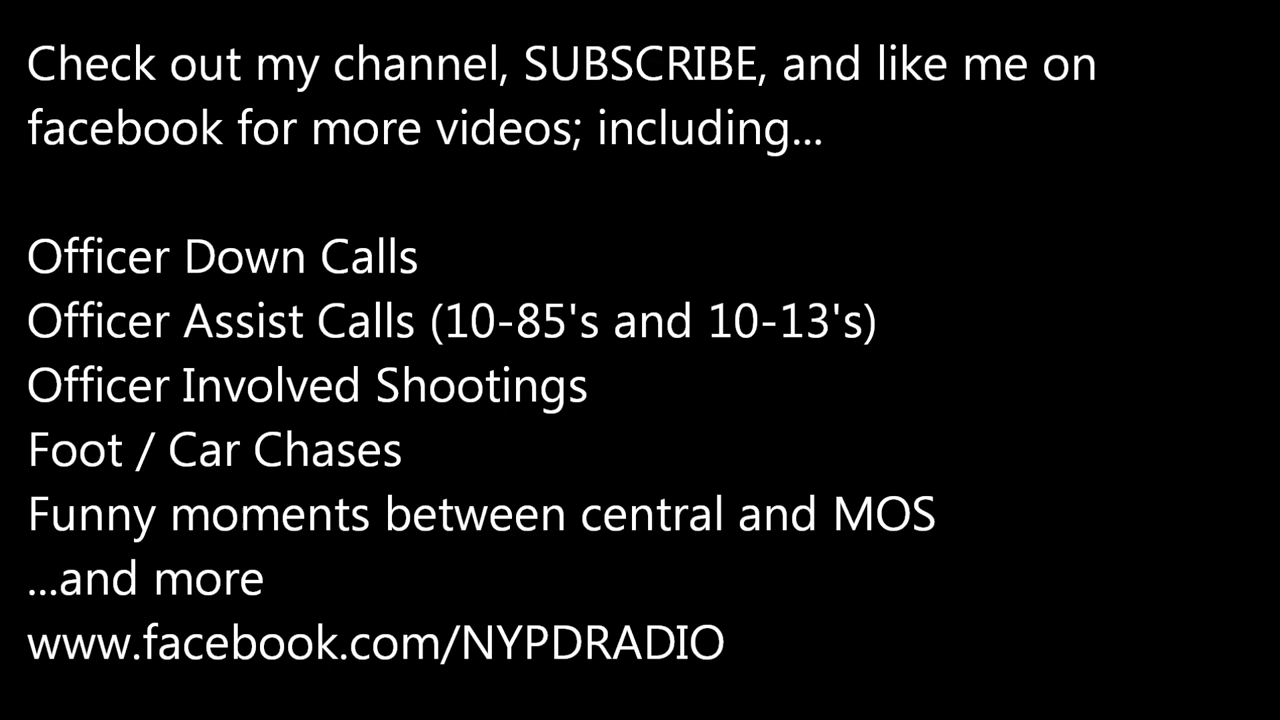 Check out my channel, SUBSCRIBE, and like me on
facebook for more videos; including...
Officer Down Calls
Officer Assist Calls (10-85's and 10-13's)
Officer Involved Shootings
Foot / Car Chases
Funny moments between central and MOS
...and more
www.facebook.com/NYPDRADIO